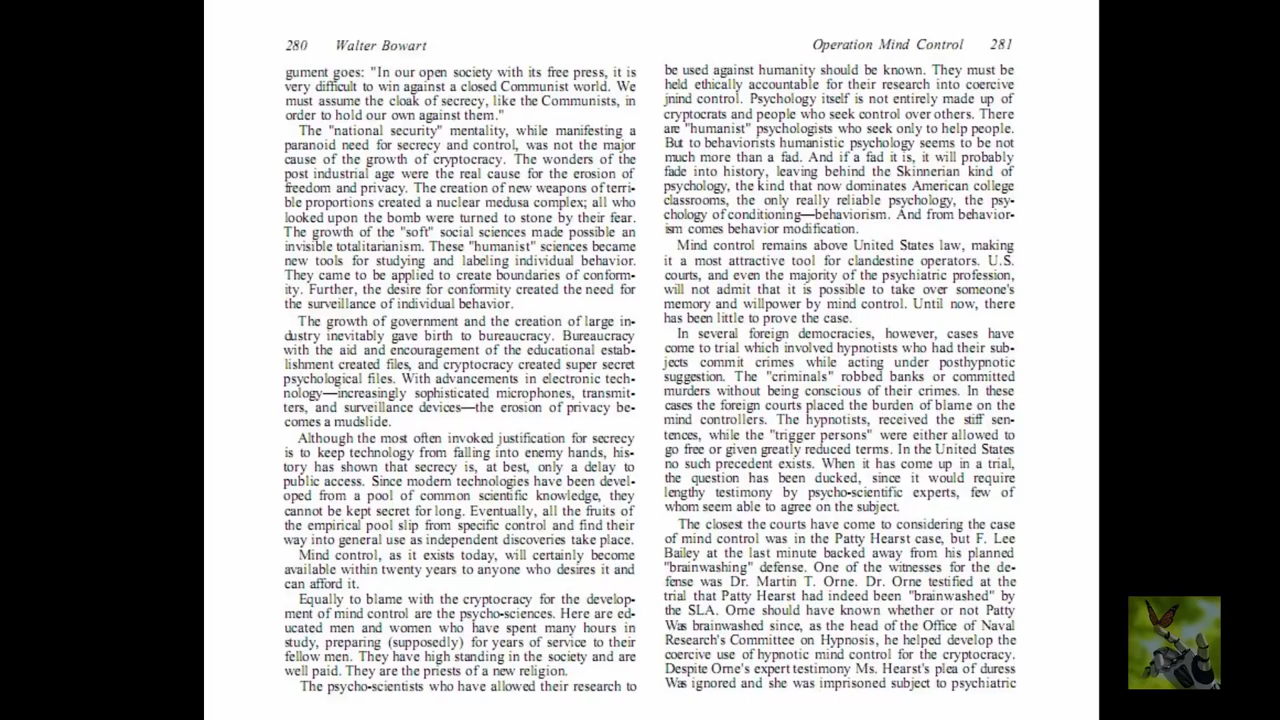 280 Walter Bowart
gument goes: "In our open society with its free press, it is
very difficult to win against a closed Communist world. We
must assume the cloak of secrecy, like the Communists, in
order to hold our own against them."
The "national security" mentality, while manifesting a
paranoid need for secrecy and control, was not the major
cause of the growth of cryptocracy. The wonders of the
post industrial age were the real cause for the erosion of
freedom and privacy. The creation of new weapons of terri-
ble proportions created a nuclear medusa complex; all who
looked upon the bomb were turned to stone by their fear.
The growth of the "soft" social sciences made possible an
invisible totalitarianism. These "humanist" sciences became
new tools for studying and labeling individual behavior.
They came to be applied to create boundaries of conform-
ity. Further, the desire for conformity created the need for
the surveillance of individual behavior.
The growth of government and the creation of large in-
dustry inevitably gave birth to bureaucracy. Bureaucracy
with the aid and encouragement of the educational estab-
lishment created files, and cryptocracy created super secret
psychological files. With advancements in electronic tech-
nology—increasingly sophisticated microphones, transmit-
ters, and surveillance devices—the erosion of privacy be-
comes a mudslide.
Although the most often invoked justification for secrecy
is to keep technology from falling into enemy hands, his-
tory has shown that secrecy is, at best, only a delay to
public access. Since modern technologies have been devel-
oped from a pool of common scientific knowledge, they
cannot be kept secret for long. Eventually, all the fruits of
the empirical pool slip from specific control and find their
way into general use as independent discoveries take place.
Mind control, as it exists today, will certainly become
available within twenty years to anyone who desires it and
can afford it.
Equally to blame with the cryptocracy for the develop-
ment of mind control are the psycho-sciences. Here are ed-
ucated men and women who have spent many hours in
study, preparing (supposedly) for years of service to their
fellow men. They have high standing in the society and are
well paid. They are the priests of a new religion.
The psycho-scientists who have allowed their research to
Operation Mind Control 281
be used against humanity should be known. They must be
held ethically accountable for their research into coercive
jnind control. Psychology itself is not entirely made up of
cryptocrats and people who seek control over others. There
are "humanist" psychologists who seek only to help people.
But to behaviorists humanistic psychology seems to be not
much more than a fad. And if a fad it is, it will probably
fade into history, leaving behind the Skinnerian kind of
psychology, the kind that now dominates American college
classrooms, the only really reliable psychology, the psy-
chology of conditioning—behaviorism. And from behavior-
ism comes behavior modification.
Mind control remains above United States law, making
it a most attractive tool for clandestine operators. U.S.
courts, and even the majority of the psychiatric profession,
will not admit that it is possible to take over someone's
memory and willpower by mind control. Until now, there
has been little to prove the case.
In several foreign democracies, however, cases have
come to trial which involved hypnotists who had their sub-
jects commit crimes while acting under posthypnotic
suggestion. The "criminals" robbed banks or committed
murders without being conscious of their crimes. In these
cases the foreign courts placed the burden of blame on the
mind controllers. The hypnotists, received the stiff sen-
tences, while the "trigger persons" were either allowed to
go free or given greatly reduced terms. In the United States
no such precedent exists. When it has come up in a trial,
the question has been ducked, since it would require
lengthy testimony by psycho-scientific experts, few of
whom seem able to agree on the subject.
The closest the courts have come to considering the case
of mind control was in the Patty Hearst case, but F. Lee
Bailey at the last minute backed away from his planned
"brainwashing" defense. One of the witnesses for the de-
fense was Dr. Martin T. Orne. Dr. Orne testified at the
trial that Patty Hearst had indeed been "brainwashed" by
the SLA. Orne should have known whether or not Patty
Was brainwashed since, as the head of the Office of Naval
Research's Committee on Hypnosis, he helped develop the
coercive use of hypnotic mind control for the cryptocracy.
Despite Orne's expert testimony Ms. Hearst's plea of duress
Was ignored and she was imprisoned subject to psychiatric